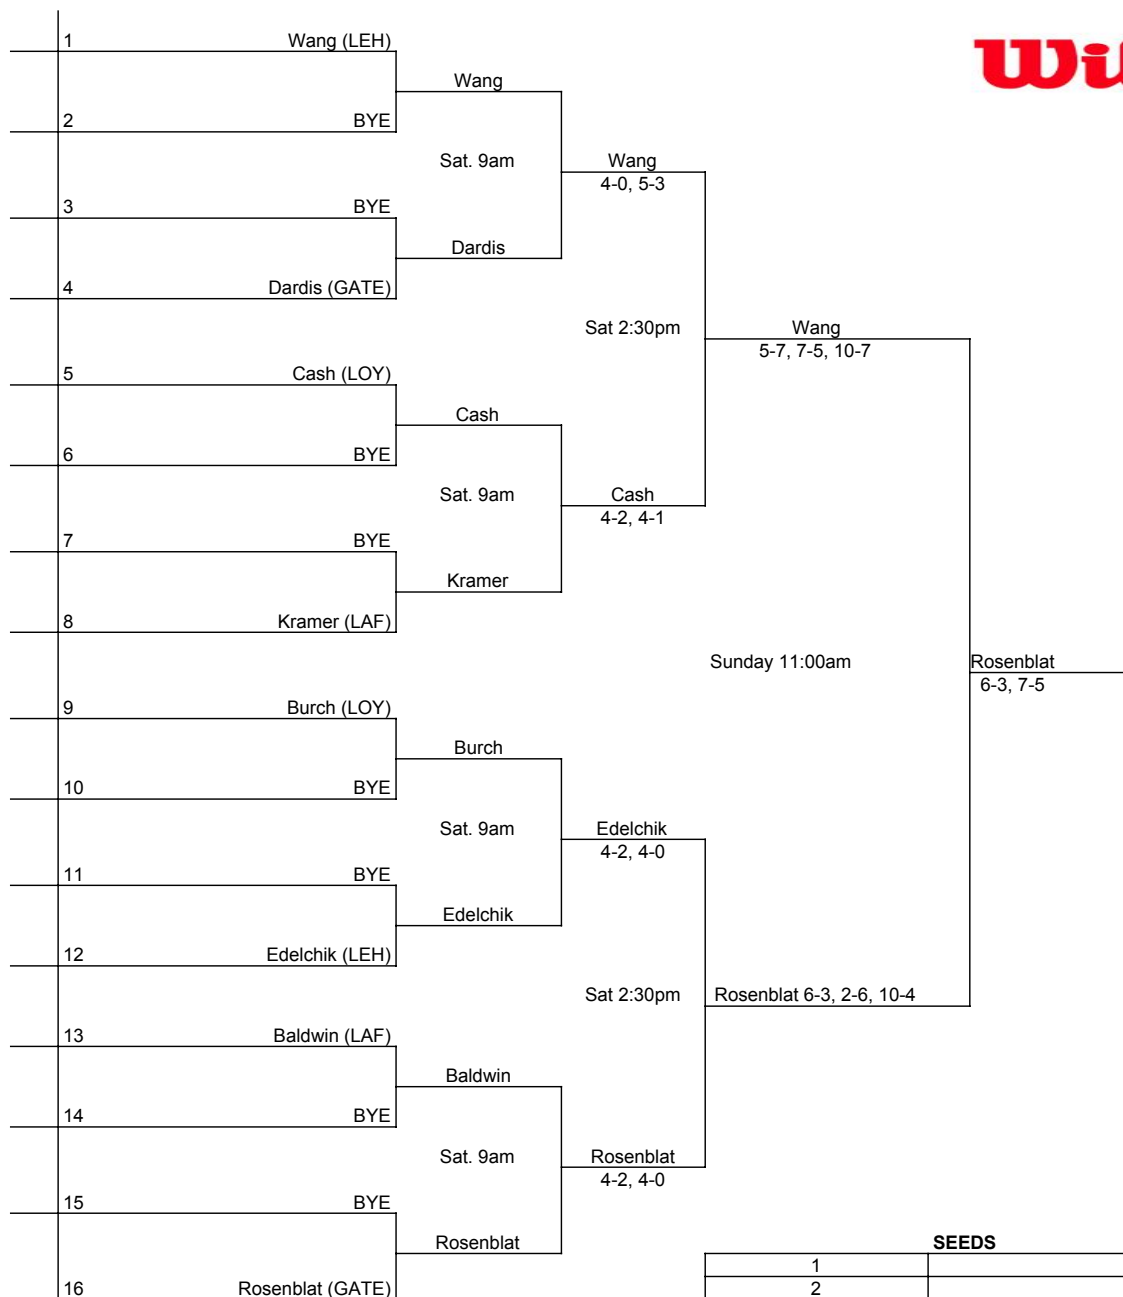 1 Wang (LEH)
Wang
2 BYE
Sat. 9am Wang
4-0, 5-3
3 BYE
Dardis
4 Dardis (GATE)
Sat 2:30pm Wang
5-7, 7-5, 10-7
5 Cash (LOY)
Cash
6 BYE
Sat. 9am Cash
4-2, 4-1
7 BYE
Kramer
8 Kramer (LAF)
Sunday 11:00am Rosenblat
6-3, 7-5
9 Burch (LOY)
Burch
10 BYE
Sat. 9am Edelchik
4-2, 4-0
11 BYE
Edelchik
12 Edelchik (LEH)
Sat 2:30pm Rosenblat 6-3, 2-6, 10-4
13 Baldwin (LAF)
Baldwin
14 BYE
Sat. 9am Rosenblat
4-2, 4-0
15 BYE
Rosenblat
SEEDS
1
16 Rosenblat (GATE) 2